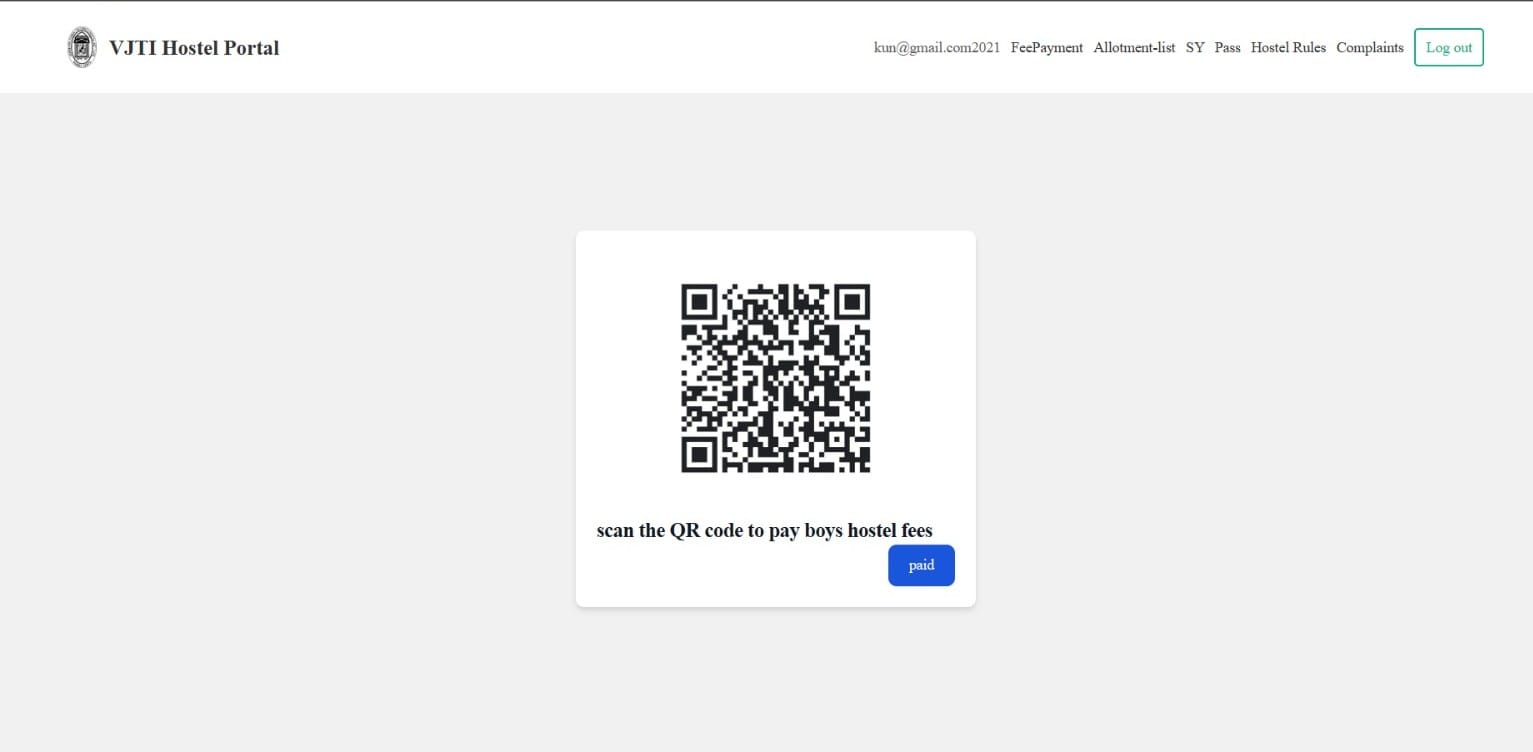 VJTI Hostel Portal
kun@gmail.com2021 FeePayment Allotment-list SY Pass Hostel Rules Complaints Log out
scan the QR code to pay boys hostel fees
paid